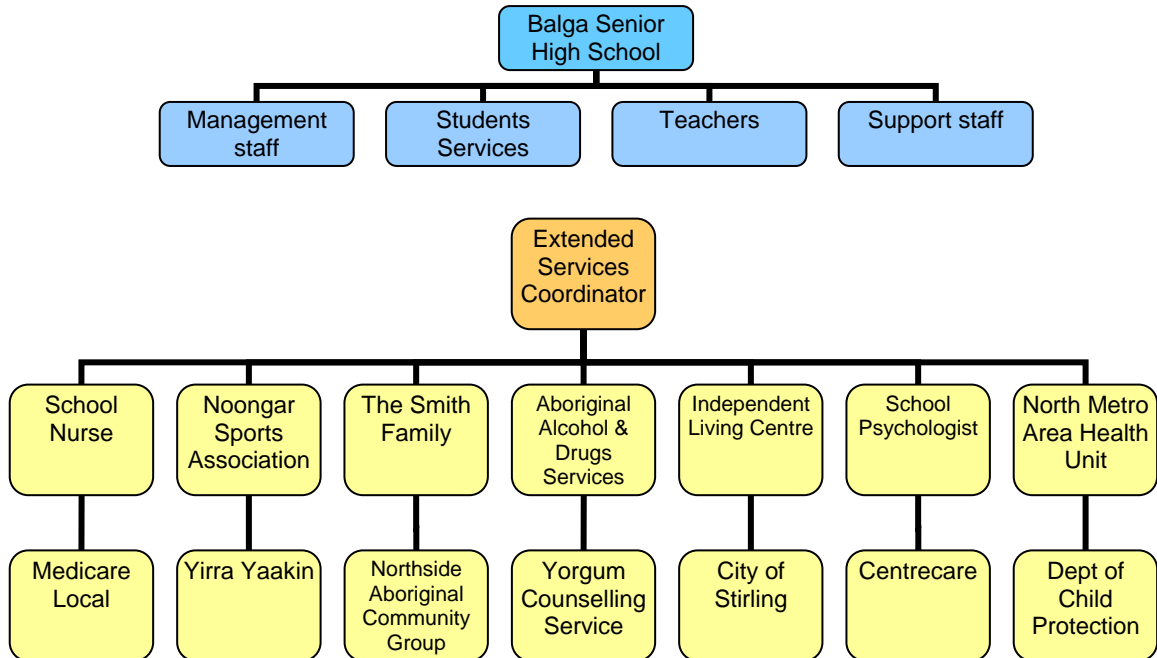 Balga Senior
High School
Management
staff
Students
Services
Teachers
Support staff
Extended
Services
Coordinator
School
Nurse
Noongar
Sports
Association
The Smith
Family
Aboriginal
Alcohol &
Drugs
Services
Independent
Living Centre
School
Psychologist
North Metro
Area Health
Unit
Medicare
Local
Yirra Yaakin
Northside
Aboriginal
Community
Group
Yorgum
Counselling
Service
City of
Stirling
Centrecare
Dept of
Child
Protection